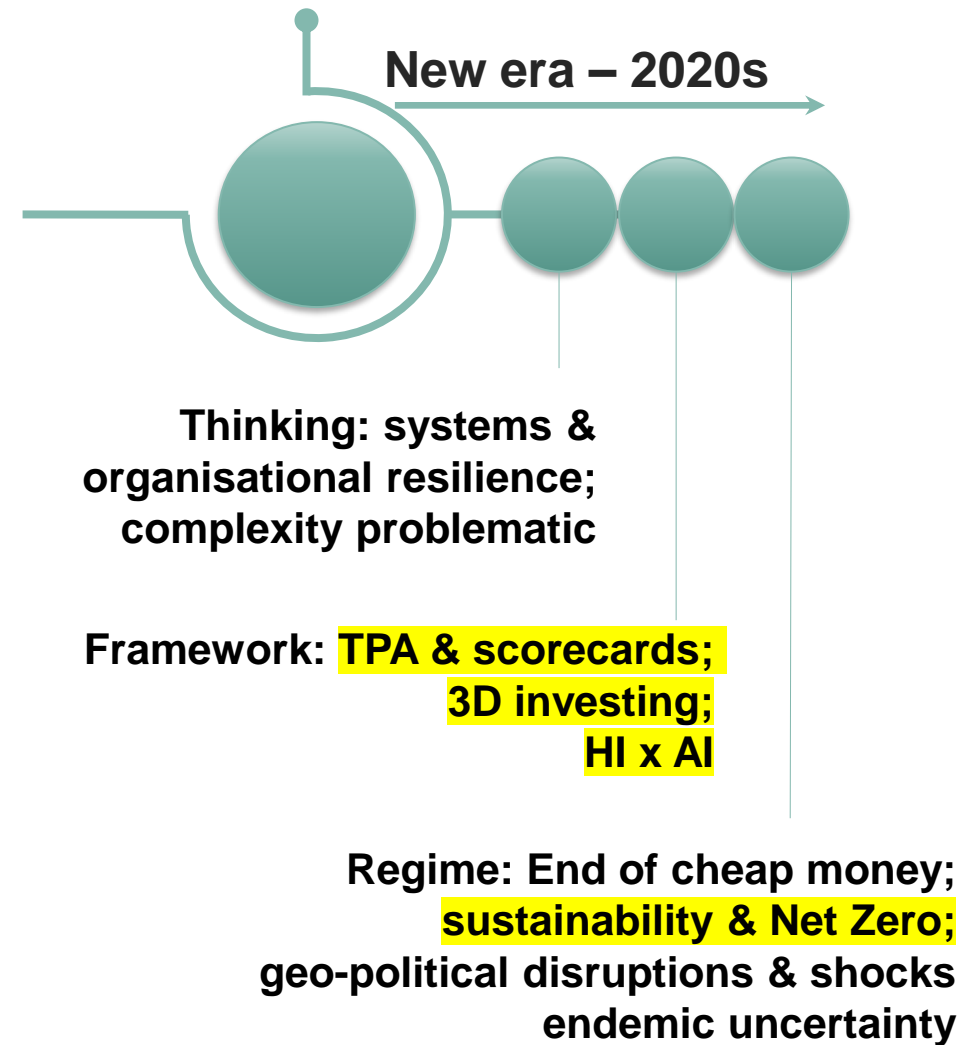 New era – 2020s
Thinking: systems &
organisational resilience;
complexity problematic
Framework: TPA & scorecards;
3D investing;
HI x AI
Regime: End of cheap money;
sustainability & Net Zero;
geo-political disruptions & shocks
endemic uncertainty